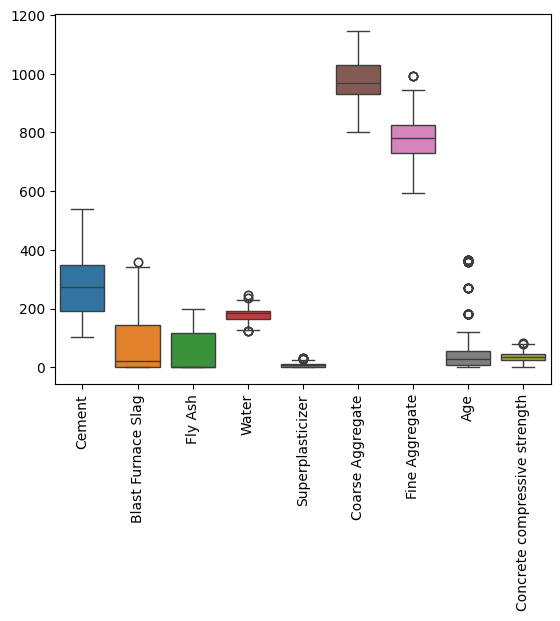 1200
1000
800
600
400
200
0
Cement
Blast Furnace Slag
Fly Ash
Water
Superplasticizer
Coarse Aggregate
Fine Aggregate
Age
Concrete compressive strength